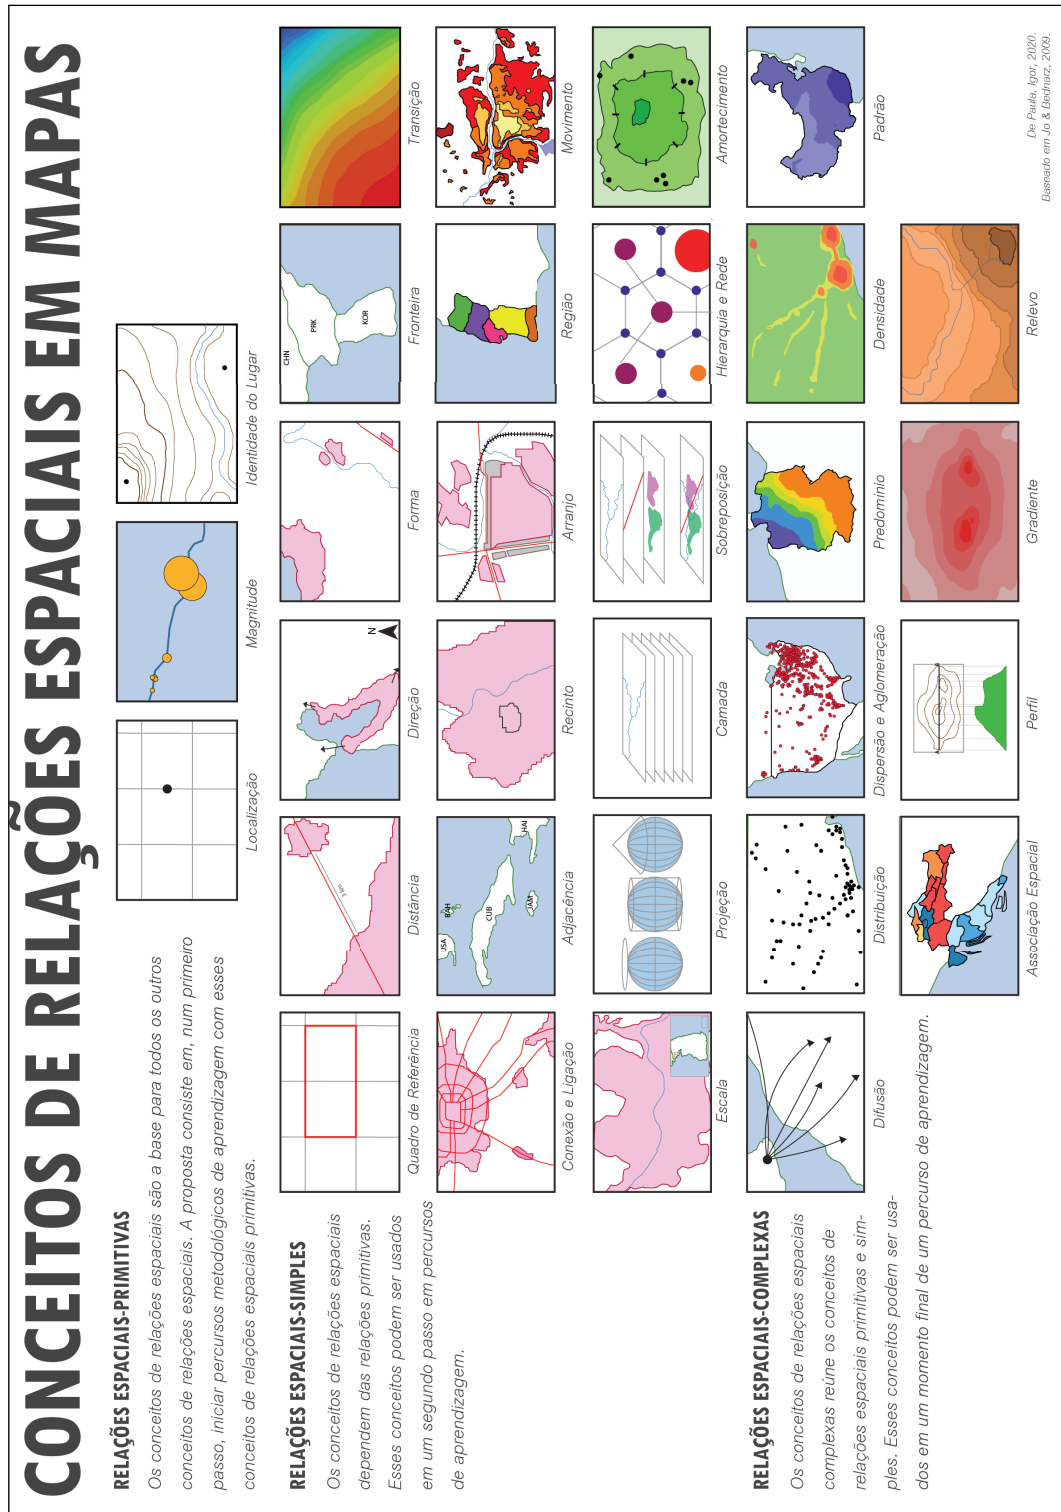 CONCEITOS DE RELAÇÕES ESPACIAIS EM MAPAS
RELAÇÕES ESPACIAIS-PRIMITIVAS
Os conceitos de relações espaciais são a base para todos os outros
conceitos de relações espaciais. A proposta consiste em, num primeiro
passo, iniciar percursos metodológicos de aprendizagem com esses
conceitos de relações espaciais primitivas.
Localização
Magnitude
Identidade do Lugar
RELAÇÕES ESPACIAIS-SIMPLES
Os conceitos de relações espaciais
dependem das relações primitivas.
Esses conceitos podem ser usados
em um segundo passo em percursos
de aprendizagem.
Quadro de Referência
3 km
Distância
N
Direção
Forma
CHN
PRK
KOR
Fronteira
Transição
Conexão e Ligação
USA
BAH
CUB
JAM
HAI
Adjacência
Recinto
Arranjo
Região
Movimento
Escala
Projeção
Camada
Sobreposição
Hierarquia e Rede
Amortecimento
RELAÇÕES ESPACIAIS-COMPLEXAS
Os conceitos de relações espaciais
complexas reúne os conceitos de
relações espaciais primitivas e sim-
ples. Esses conceitos podem ser usa-
dos em um momento final de um percurso de aprendizagem.
Difusão
Distribuição
Dispersão e Aglomeração
Predomínio
Densidade
Padrão
Associação Espacial
Perfil
Gradiente
Relevo
De Paula, Igor, 2020.
Baseado em Jo & Bednarz, 2009.